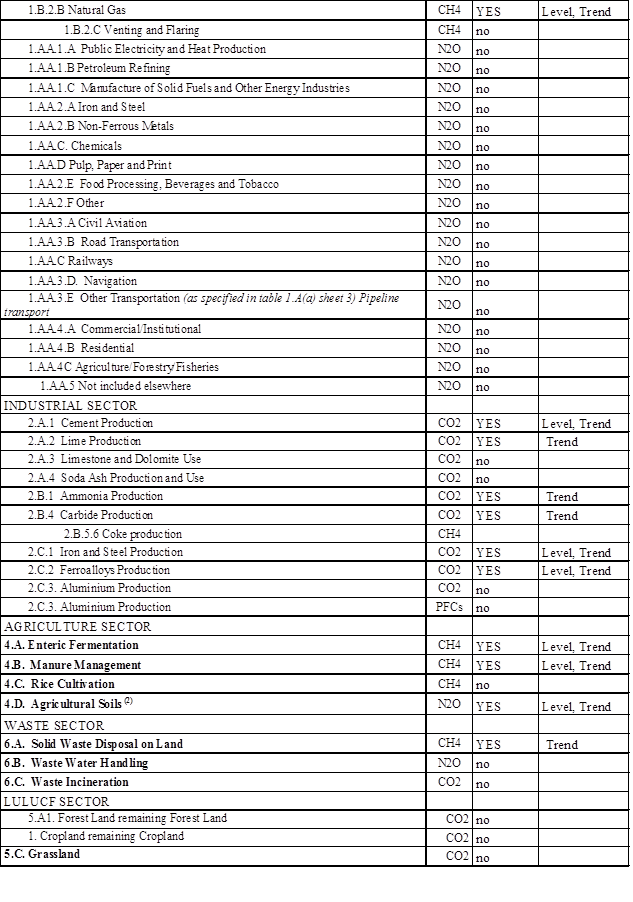 1.B.2.B Natural Gas CH4 YES Level, Trend
1.B.2.C Venting and Flaring CH4 no
1.AA.1.A Public Electricity and Heat Production N2O no
1.AA.1.B Petroleum Refining N2O no
1.AA.1.C Manufacture of Solid Fuels and Other Energy Industries N2O no
1.AA.2.A Iron and Steel N2O no
1.AA.2.B Non-Ferrous Metals N2O no
1.AA.C. Chemicals N2O no
1.AA.D Pulp, Paper and Print N2O no
1.AA.2.E Food Processing, Beverages and Tobacco N2O no
1.AA.2.F Other N2O no
1.AA.3.A Civil Aviation N2O no
1.AA.3.B Road Transportation N2O no
1.AA.C Railways N2O no
1.AA.3.D. Navigation N2O no
1.AA.3.E Other Transportation (as specified in table 1.A(a) sheet 3) Pipeline
transport N2O no
1.AA.4.A Commercial/Institutional N2O no
1.AA.4.B Residential N2O no
1.AA.4C Agriculture/Forestry/Fisheries N2O no
1.AA.5 Not included elsewhere N2O no
INDUSTRIAL SECTOR
2.A.1 Cement Production CO2 YES Level, Trend
2.A.2 Lime Production CO2 YES Trend
2.A.3 Limestone and Dolomite Use CO2 no
2.A.4 Soda Ash Production and Use CO2 no
2.B.1 Ammonia Production CO2 YES Trend
2.B.4 Carbide Production CO2 YES Trend
2.B.5.6 Coke production CH4
2.C.1 Iron and Steel Production CO2 YES Level, Trend
2.C.2 Ferroalloys Production CO2 YES Level, Trend
2.C.3. Aluminium Production CO2 no
2.C.3. Aluminium Production PFCs no
AGRICULTURE SECTOR
4.A. Enteric Fermentation CH4 YES Level, Trend
4.B. Manure Management CH4 YES Level, Trend
4.C. Rice Cultivation CH4 no
4.D. Agricultural Soils (2) N2O YES Level, Trend
WASTE SECTOR
6.A. Solid Waste Disposal on Land CH4 YES Trend
6.B. Waste Water Handling N2O no
6.C. Waste Incineration CO2 no
LULUCF SECTOR
5.A1. Forest Land remaining Forest Land CO2 no
1. Cropland remaining Cropland CO2 no
5.C. Grassland CO2 no